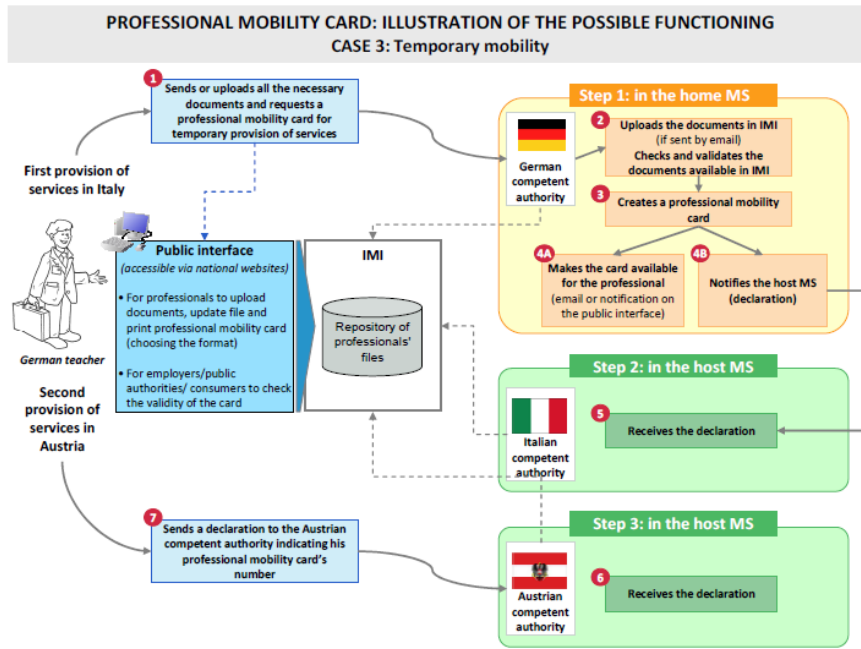 PROFESSIONAL MOBILITY CARD: ILLUSTRATION OF THE POSSIBLE FUNCTIONING
CASE 3: Temporary mobility
1
Sends or uploads all the necessary
documents and requests a
professional mobility card for
temporary provision of services
First provision of
services in Italy
German teacher
Second
provision of
services in
Austria
Public interface
(accessible via national websites)
• For professionals to upload
documents, update file and
print professional mobility card
(choosing the format)
• For employers/public
authorities/ consumers to check
the validity of the card
IMI
Repository of
professionals'
files
7
Sends a declaration to the Austrian
competent authority indicating his
professional mobility card's
number
Step 1: in the home MS
German
competent
authority
2
Uploads the documents in IMI
(if sent by email)
Checks and validates the
documents available in IMI
3
Creates a professional mobility
card
4A
Makes the card available
for the professional
(email or notification on
the public interface)
4B
Notifies the host MS
(declaration)
Step 2: in the host MS
Italian
competent
authority
5
Receives the declaration
Step 3: in the host MS
Austrian
competent
authority
6
Receives the declaration